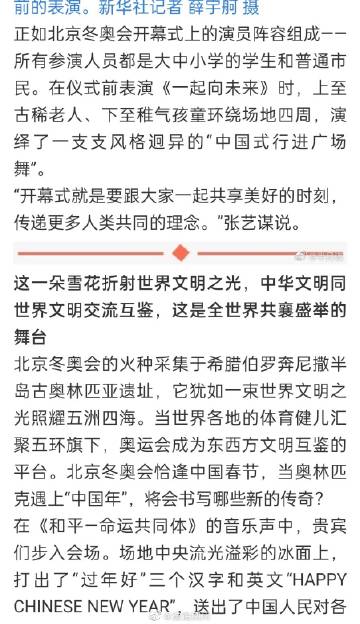 前的表演。新华社记者 薛宇舸 摄
正如北京冬奥会开幕式上的演员阵容组成——
所有参演人员都是大中小学的学生和普通市
民。在仪式前表演《一起向未来》时，上至
古稀老人、下至稚气孩童环绕场地四周，演
绎了一支支风格迥异的“中国式行进广场
舞”。
“开幕式就是要跟大家一起共享美好的时刻，
传递更多人类共同的理念。”张艺谋说。
这一朵雪花折射世界文明之光，中华文明同
世界文明交流互鉴，这是全世界共襄盛举的
舞台
北京冬奥会的火种采集于希腊伯罗奔尼撒半
岛古奥林匹亚遗址，它犹如一束世界文明之
光照耀五洲四海。当世界各地的体育健儿汇
聚五环旗下，奥运会成为东西方文明互鉴的
平台。北京冬奥会恰逢中国春节，当奥林匹
克遇上“中国年”，将会书写哪些新的传奇？
在《和平—命运共同体》的音乐声中，贵宾
们步入会场。场地中央流光溢彩的冰面上，
打出了“过年好”三个汉字和英文“HAPPY
CHINESE NEW YEAR”，送出了中国人民对各